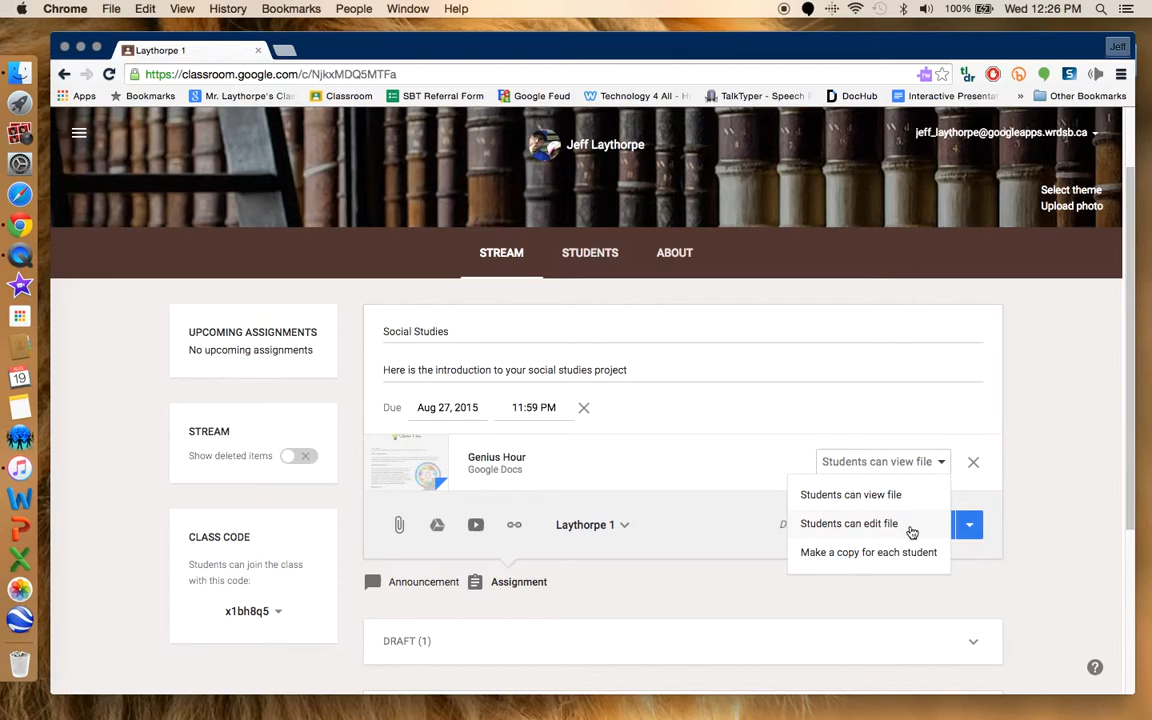 Chrome File Edit View History Bookmarks People Window Help 100% Wed 12:26 PM
Laythorpe 1 Jeff
https://classroom.google.com/c/NjkxMDQ5MTFa
Apps Bookmarks Mr. Laythorpe's Clas Classroom SBT Referral Form Google Feud Technology 4 All - H TalkTyper - Speech DocHub Interactive Presenta » Other Bookmarks
Jeff Laythorpe
jeff_laythorpe@googleapps.wrdsb.ca
Select theme
Upload photo
STREAM STUDENTS ABOUT
UPCOMING ASSIGNMENTS
No upcoming assignments
STREAM
Show deleted items
CLASS CODE
Students can join the class
with this code:
x1bh8q5
Social Studies
Here is the introduction to your social studies project
Due Aug 27, 2015 11:59 PM
Genius Hour
Google Docs
Students can view file
Students can view file
Students can edit file
Make a copy for each student
Laythorpe 1
Announcement Assignment
DRAFT (1)